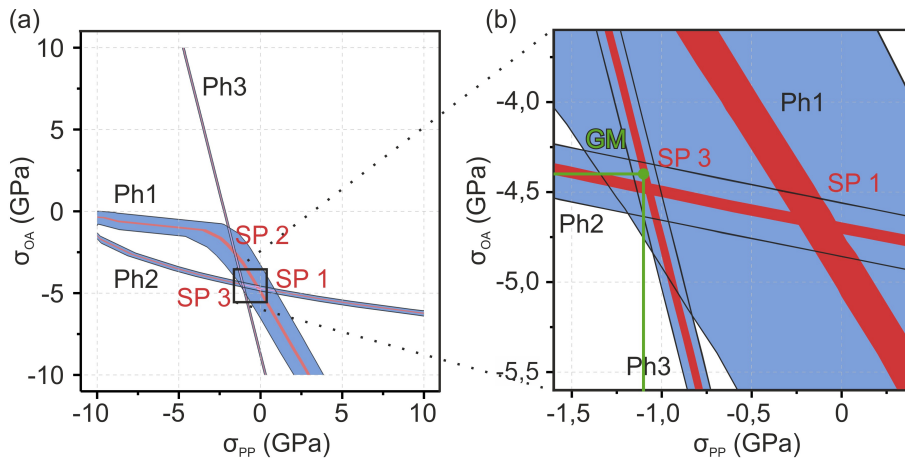 (a)
10
5
0
-5
-10
σOA (GPa)
-10
-5
0
5
10
σPP (GPa)
Ph3
Ph1
Ph2
SP 2
SP 1
SP 3
(b)
-4,0
-4,5
-5,0
-5,5
σOA (GPa)
-1,5
-1,0
-0,5
0
σPP (GPa)
Ph1
GM
SP 3
SP 1
Ph2
Ph3